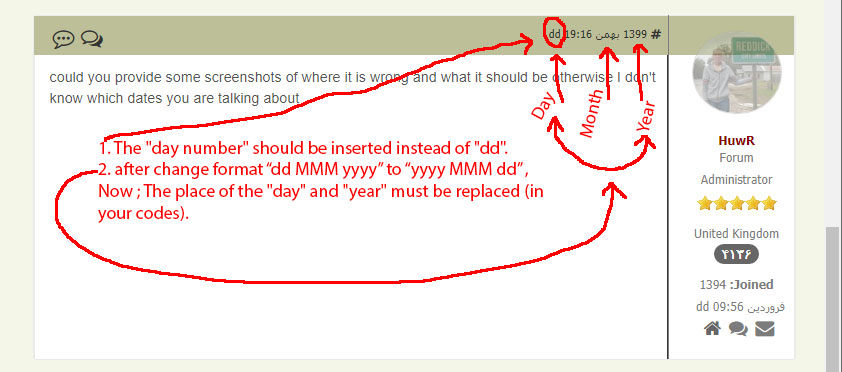 # 1399 بهمن 19:16 dd
could you provide some screenshots of where it is wrong and what it should be otherwise I don't
know which dates you are talking about
Day
Month
Year
1. The "day number" should be inserted instead of "dd".
2. after change format “dd MMM yyyy” to “yyyy MMM dd”,
Now ; The place of the "day" and "year" must be replaced (in
your codes).
REDDICK
HuwR
Forum
Administrator
United Kingdom
۴۱۳۶
1394 :Joined
فروردین 09:56 dd